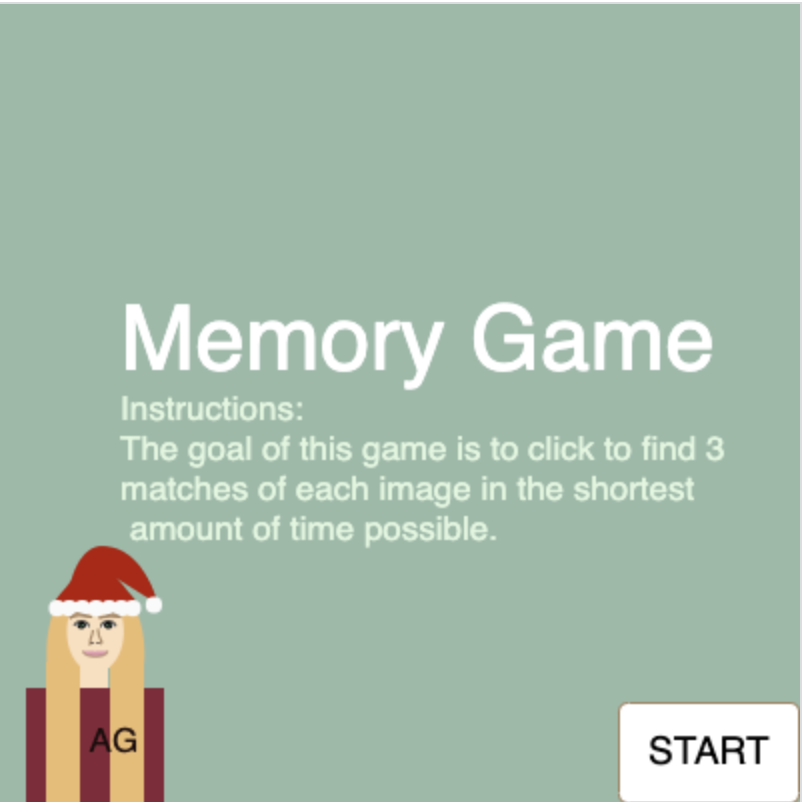 Memory Game
Instructions:
The goal of this game is to click to find 3
matches of each image in the shortest
amount of time possible.
AG
START